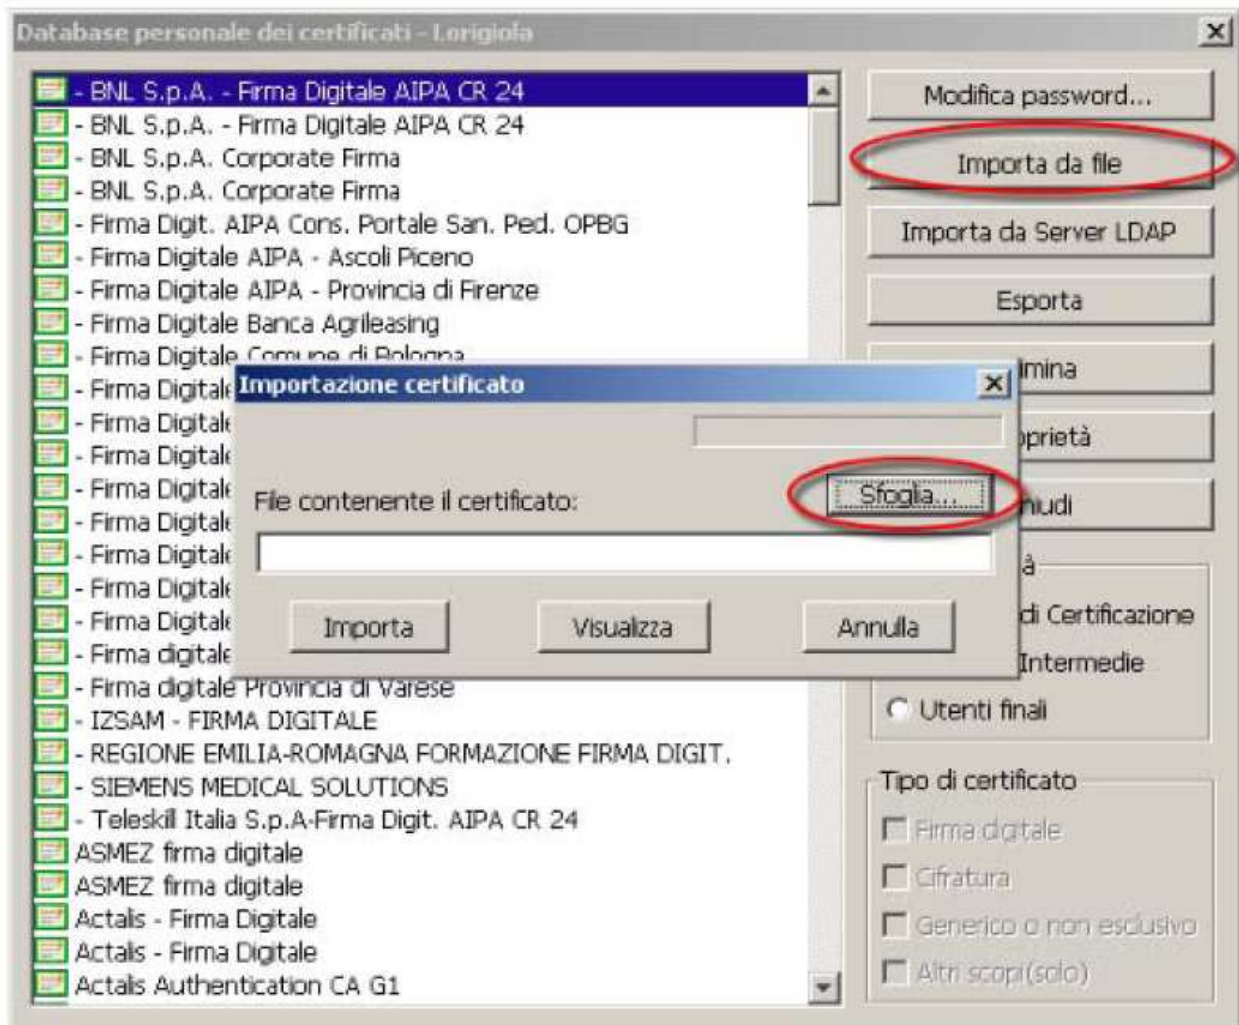 Database personale dei certificati - Lorigiola
- BNL S.p.A. - Firma Digitale AIPA CR 24
- BNL S.p.A. - Firma Digitale AIPA CR 24
- BNL S.p.A. Corporate Firma
- BNL S.p.A. Corporate Firma
- Firma Digit. AIPA Cons. Portale San. Ped. OPBG
- Firma Digitale AIPA - Ascoli Piceno
- Firma Digitale AIPA - Provincia di Firenze
- Firma Digitale Banca Agrileasing
- Firma Digitale Comune di Bologna
- Firma Digitale
- Firma Digitale
- Firma Digitale
- Firma Digitale
- Firma Digitale
- Firma Digitale
- Firma Digitale
- Firma Digitale
- Firma digitale
- Firma digitale Provincia di Varese
- IZSAM - FIRMA DIGITALE
- REGIONE EMILIA-ROMAGNA FORMAZIONE FIRMA DIGIT.
- SIEMENS MEDICAL SOLUTIONS
- Teleskill Italia S.p.A-Firma Digit. AIPA CR 24
ASMEZ firma digitale
ASMEZ firma digitale
Actalis - Firma Digitale
Actalis - Firma Digitale
Actalis Authentication CA G1
Modifica password...
Importa da file
Importa da Server LDAP
Esporta
imina
oprietà
hiudi
à
di Certificazione
Intermedie
Utenti finali
Tipo di certificato
Firma digitale
Cifratura
Generico o non esclusivo
Altri scopi(solo)
Importazione certificato
File contenente il certificato:
Sfoglia...
Importa
Visualizza
Annulla